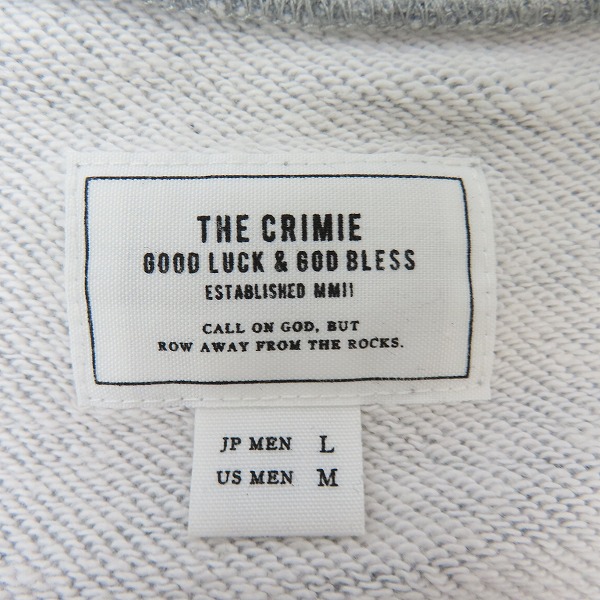 THE CRIMIE
GOOD LUCK & GOD BLESS
ESTABLISHED MMII
CALL ON GOD, BUT
ROW AWAY FROM THE ROCKS.
JP MEN L
US MEN M